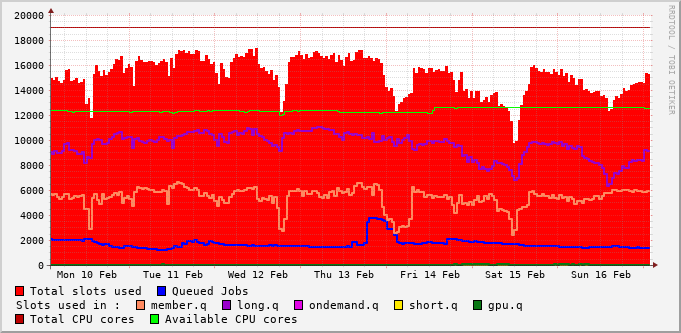 RRDTOOL / TOBI OETIKER
20000
18000
16000
14000
12000
10000
8000
6000
4000
2000
0
Mon 10 Feb Tue 11 Feb Wed 12 Feb Thu 13 Feb Fri 14 Feb Sat 15 Feb Sun 16 Feb
Total slots used Queued Jobs
Slots used in : member.q long.q ondemand.q short.q gpu.q
Total CPU cores Available CPU cores